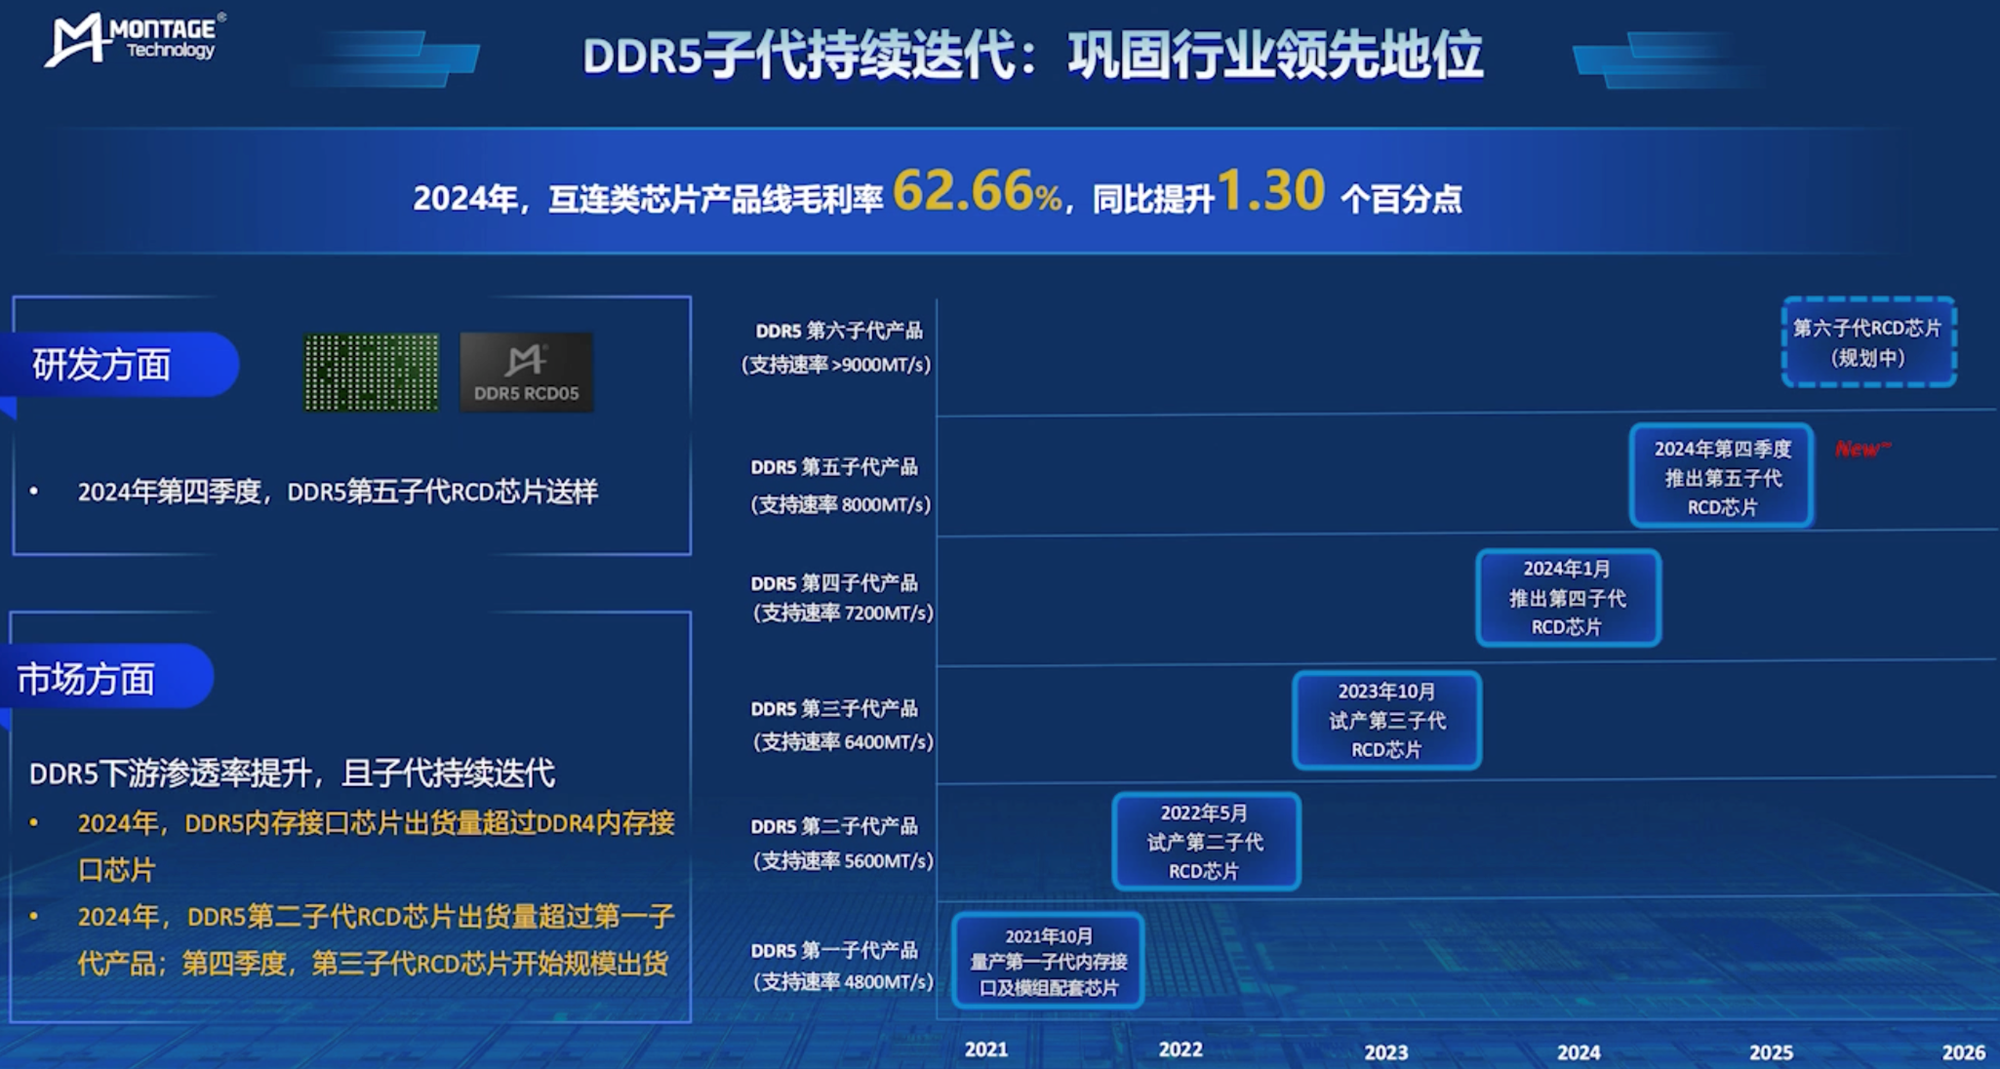 MONTAGE®
Technology
DDR5子代持续迭代：巩固行业领先地位
2024年，互连类芯片产品线毛利率 62.66%，同比提升1.30 个百分点
研发方面
DDR5 RCD05
• 2024年第四季度，DDR5第五子代RCD芯片送样
市场方面
DDR5下游渗透率提升，且子代持续迭代
• 2024年，DDR5内存接口芯片出货量超过DDR4内存接
口芯片
• 2024年，DDR5第二子代RCD芯片出货量超过第一子
代产品；第四季度，第三子代RCD芯片开始规模出货
DDR5 第六子代产品
（支持速率 >9000MT/s）
第六子代RCD芯片
（规划中）
DDR5 第五子代产品
（支持速率 8000MT/s）
2024年第四季度
推出第五子代
RCD芯片
New~
DDR5 第四子代产品
（支持速率 7200MT/s）
2024年1月
推出第四子代
RCD芯片
DDR5 第三子代产品
（支持速率 6400MT/s）
2023年10月
试产第三子代
RCD芯片
DDR5 第二子代产品
（支持速率 5600MT/s）
2022年5月
试产第二子代
RCD芯片
DDR5 第一子代产品
（支持速率 4800MT/s）
2021年10月
量产第一子代内存接
口及模组配套芯片
2021 2022 2023 2024 2025 2026